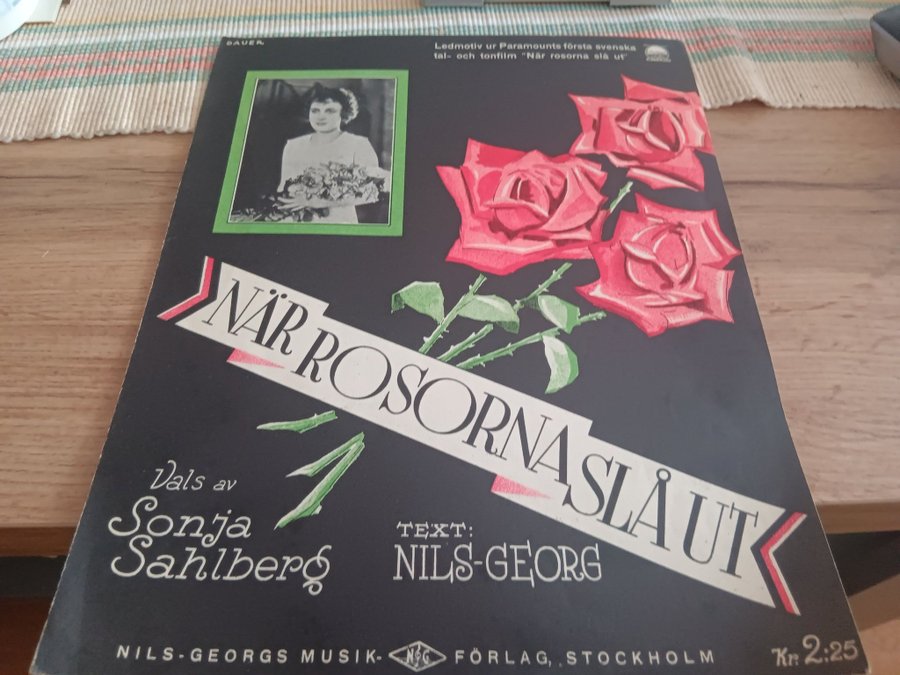 DAUER.
Ledmotiv ur Paramounts första svenska
tal- och tonfilm "När rosorna slå ut"
NÄR ROSORNA SLÅ UT
Vals av
Sonja
Sahlberg
TEXT:
NILS-GEORG
NILS-GEORGS MUSIK- NG FÖRLAG, STOCKHOLM
Kr. 2:25